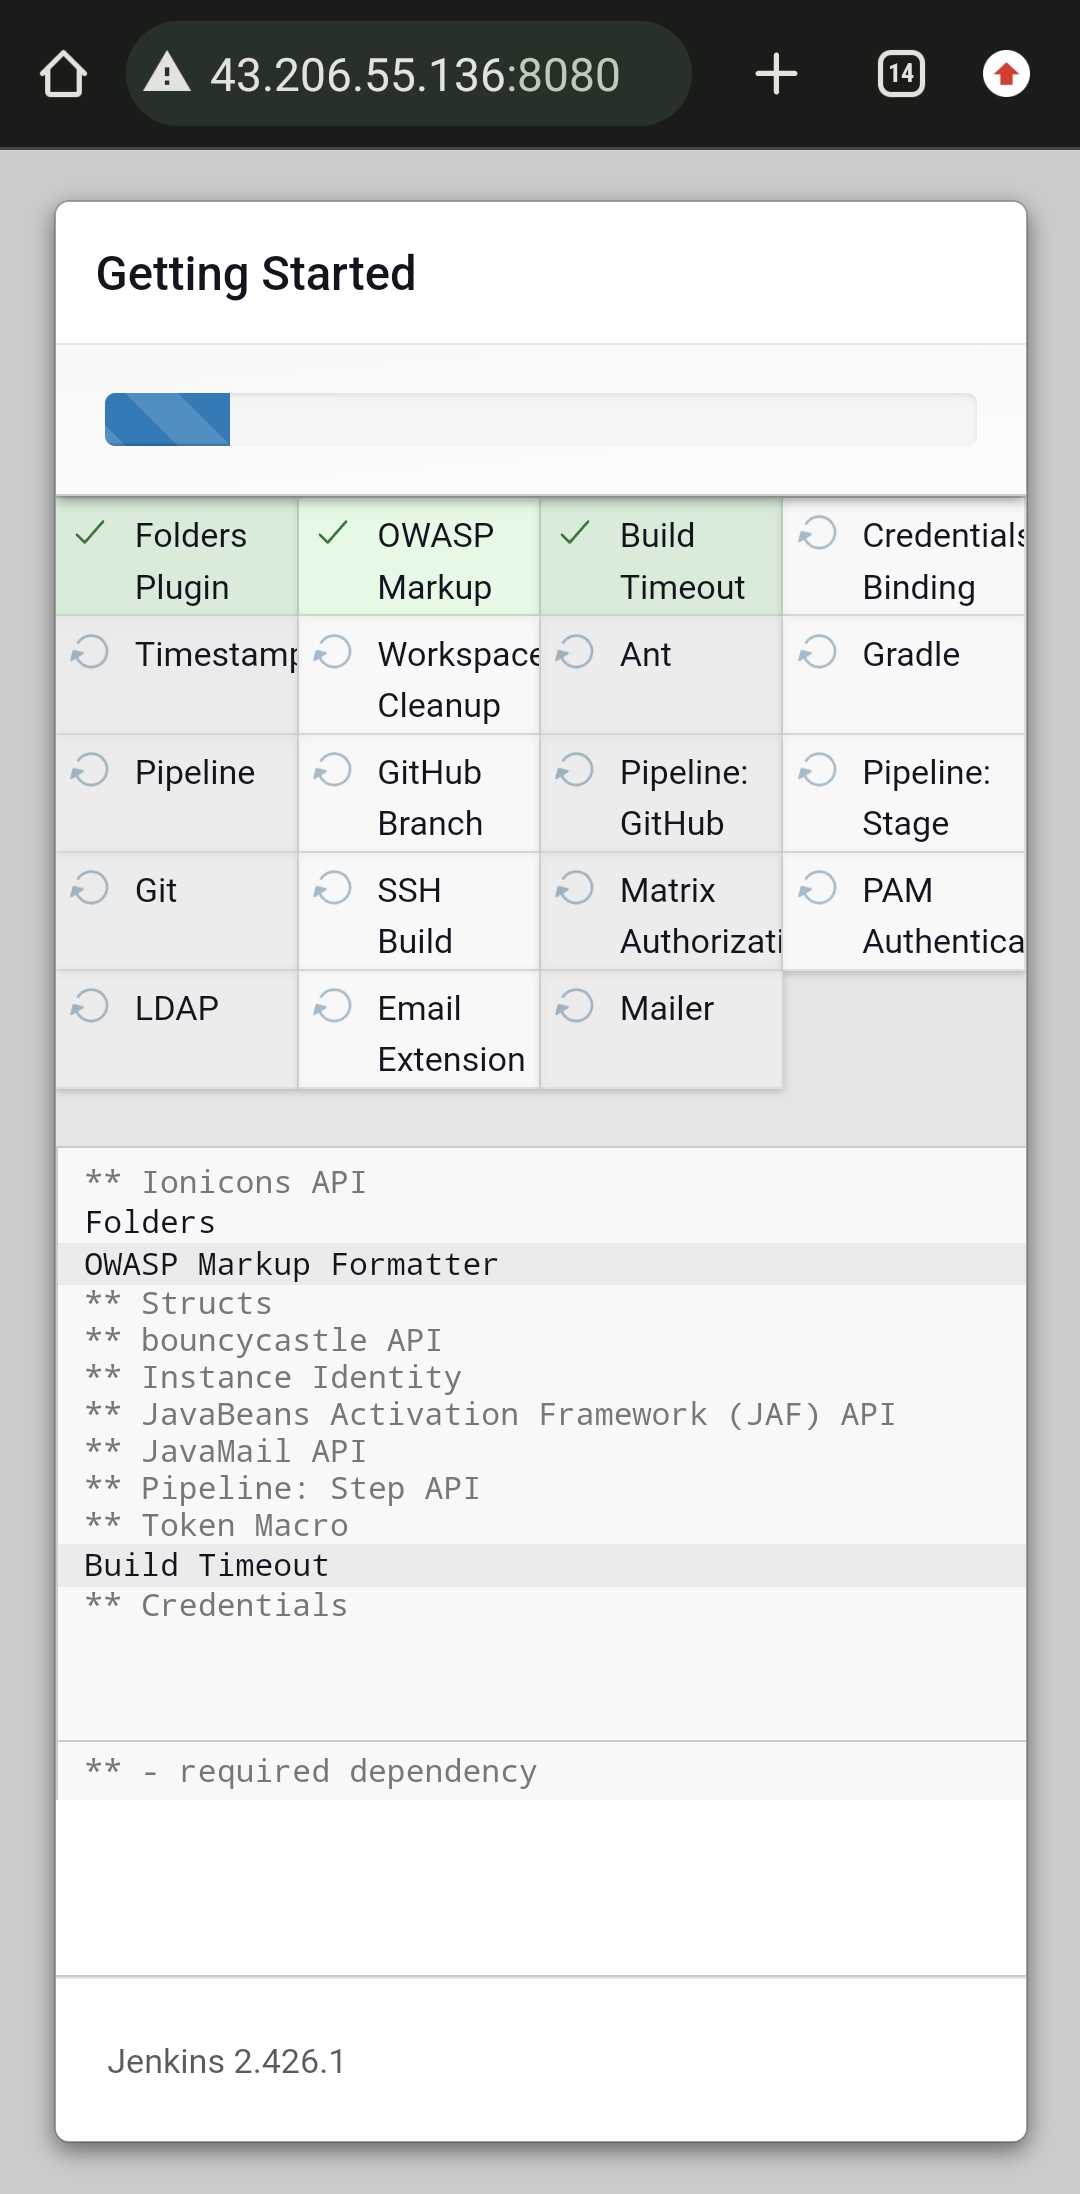 43.206.55.136:8080
14
Getting Started
Folders Plugin
OWASP Markup
Build Timeout
Credentials Binding
Timestamp
Workspace Cleanup
Ant
Gradle
Pipeline
GitHub Branch
Pipeline: GitHub
Pipeline: Stage
Git
SSH Build
Matrix Authorizati
PAM Authentica
LDAP
Email Extension
Mailer
** Ionicons API
Folders
OWASP Markup Formatter
** Structs
** bouncycastle API
** Instance Identity
** JavaBeans Activation Framework (JAF) API
** JavaMail API
** Pipeline: Step API
** Token Macro
Build Timeout
** Credentials
** - required dependency
Jenkins 2.426.1